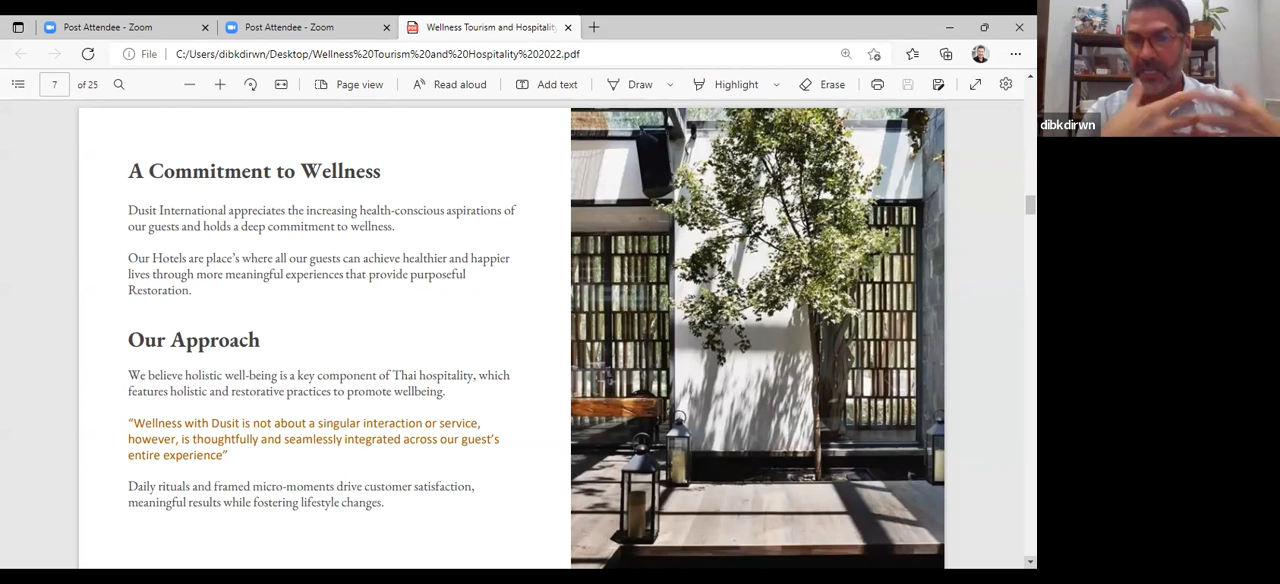 Post Attendee - Zoom
Post Attendee - Zoom
Wellness Tourism and Hospitalit
File
C:/Users/dibkdirwn/Desktop/Wellness%20Tourism%20and%20Hospitality%202022.pdf
7 of 25
Page view
Read aloud
Add text
Draw
Highlight
Erase
dibkdirwn
A Commitment to Wellness
Dusit International appreciates the increasing health-conscious aspirations of
our guests and holds a deep commitment to wellness.
Our Hotels are place’s where all our guests can achieve healthier and happier
lives through more meaningful experiences that provide purposeful
Restoration.
Our Approach
We believe holistic well-being is a key component of Thai hospitality, which
features holistic and restorative practices to promote wellbeing.
“Wellness with Dusit is not about a singular interaction or service,
however, is thoughtfully and seamlessly integrated across our guest’s
entire experience”
Daily rituals and framed micro-moments drive customer satisfaction,
meaningful results while fostering lifestyle changes.